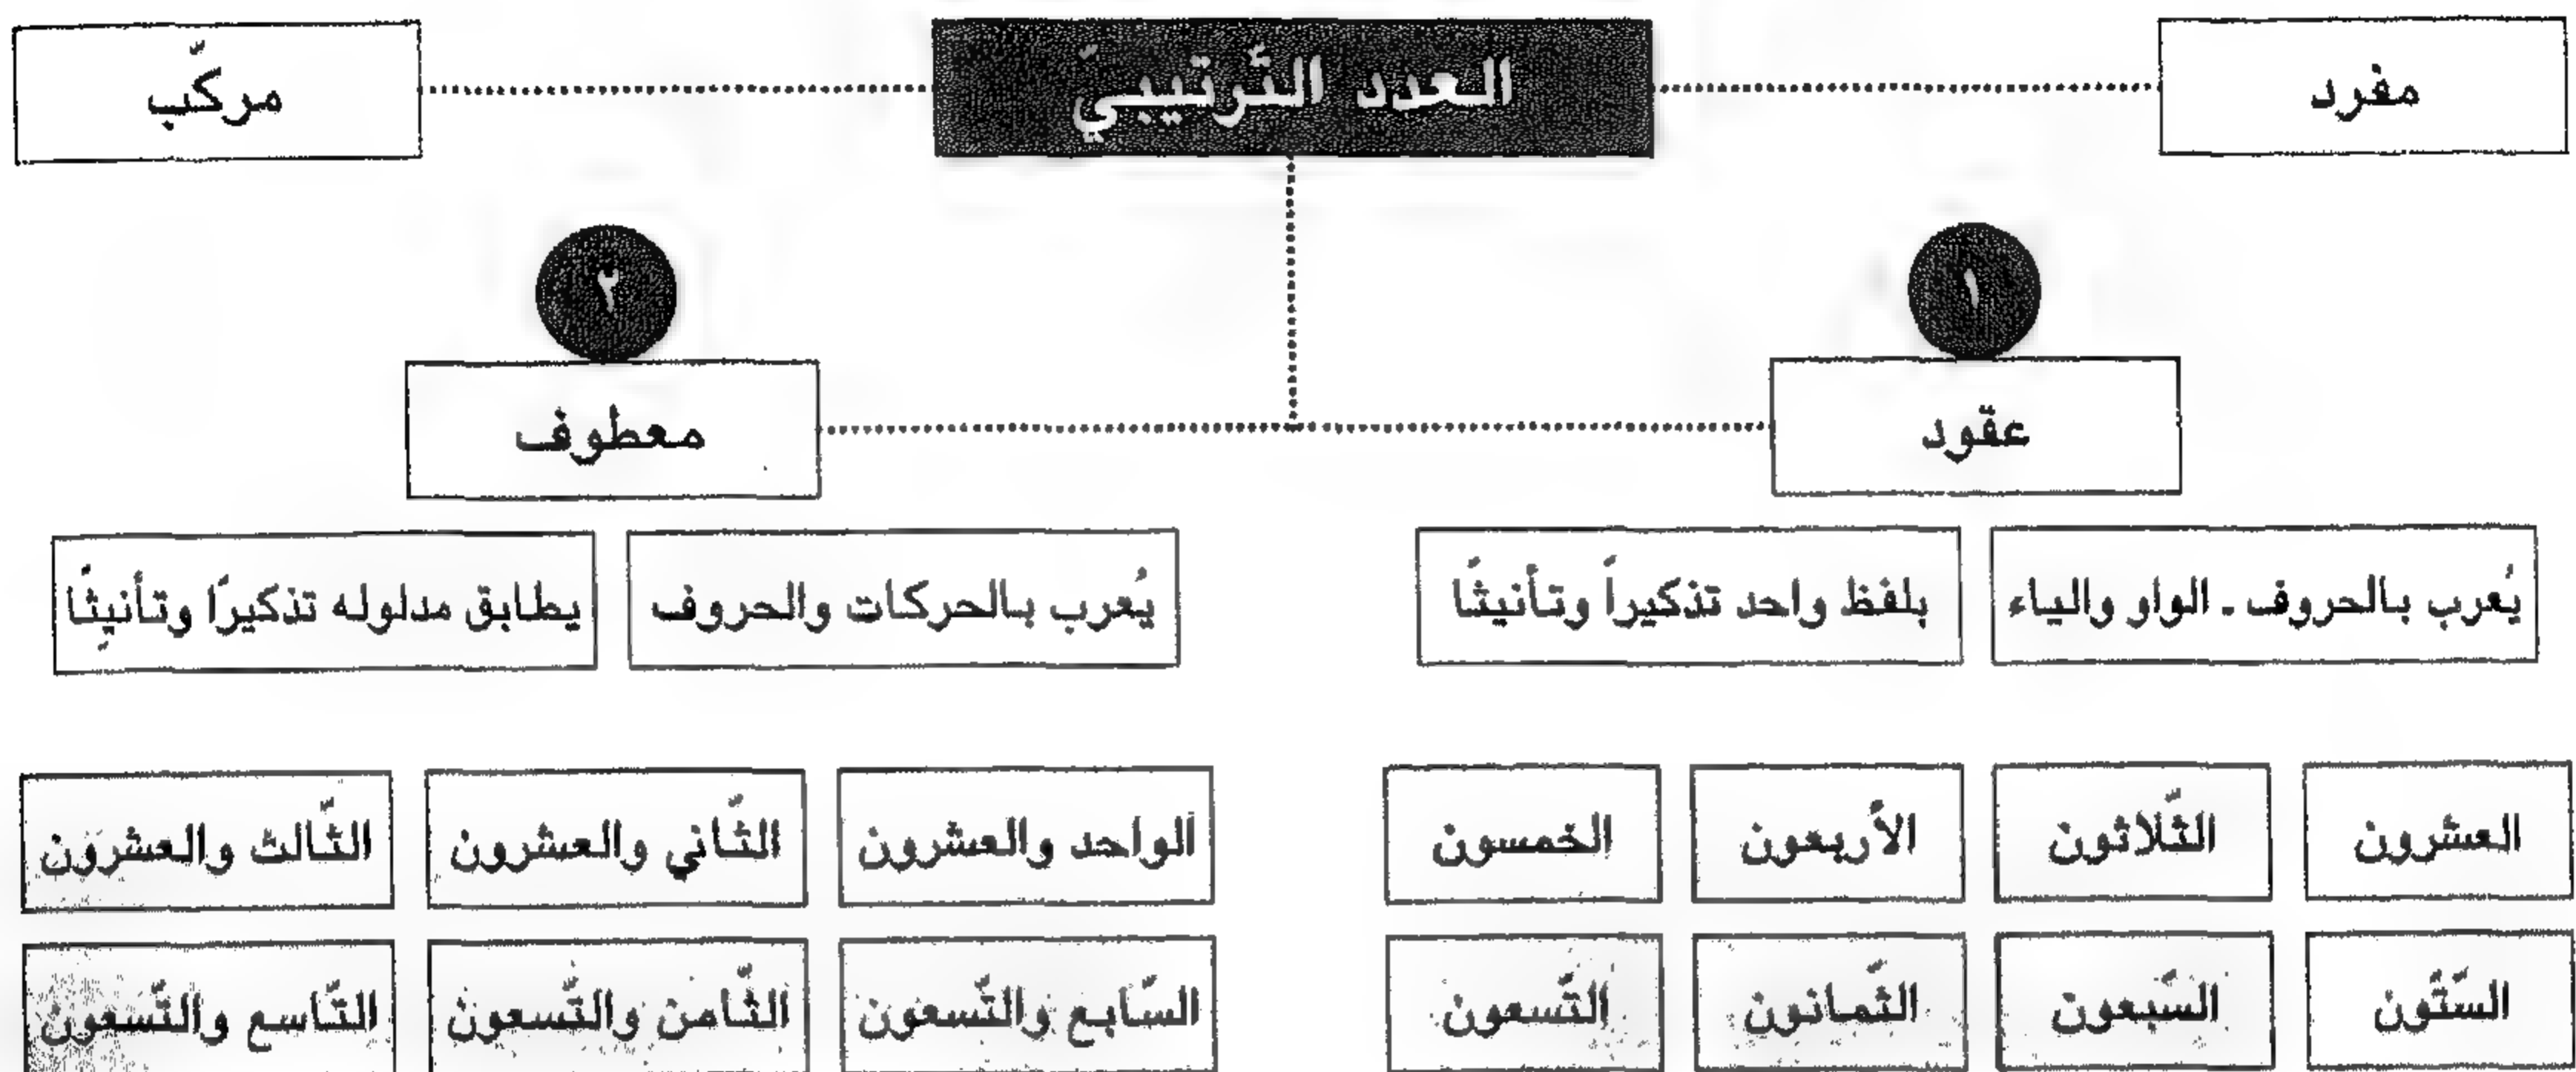 مفرد
العدد التّرتيبيّ
مركّب
١
٢
عقود
معطوف
يُعرب بالحروف - الواو والياء
بلفظ واحد تذكيراً وتأنيثًا
يُعرب بالحركات والحروف
يطابق مدلوله تذكيرًا وتأنيثًا
العشرون
الثّلاثون
الأربعون
الخمسون
الواحد والعشرون
الثّاني والعشرون
الثّالث والعشرون
السّتّون
السّبعون
الثّمانون
التّسعون
السّابع والتّسعون
الثّامن والتّسعون
التّاسع والتّسعون